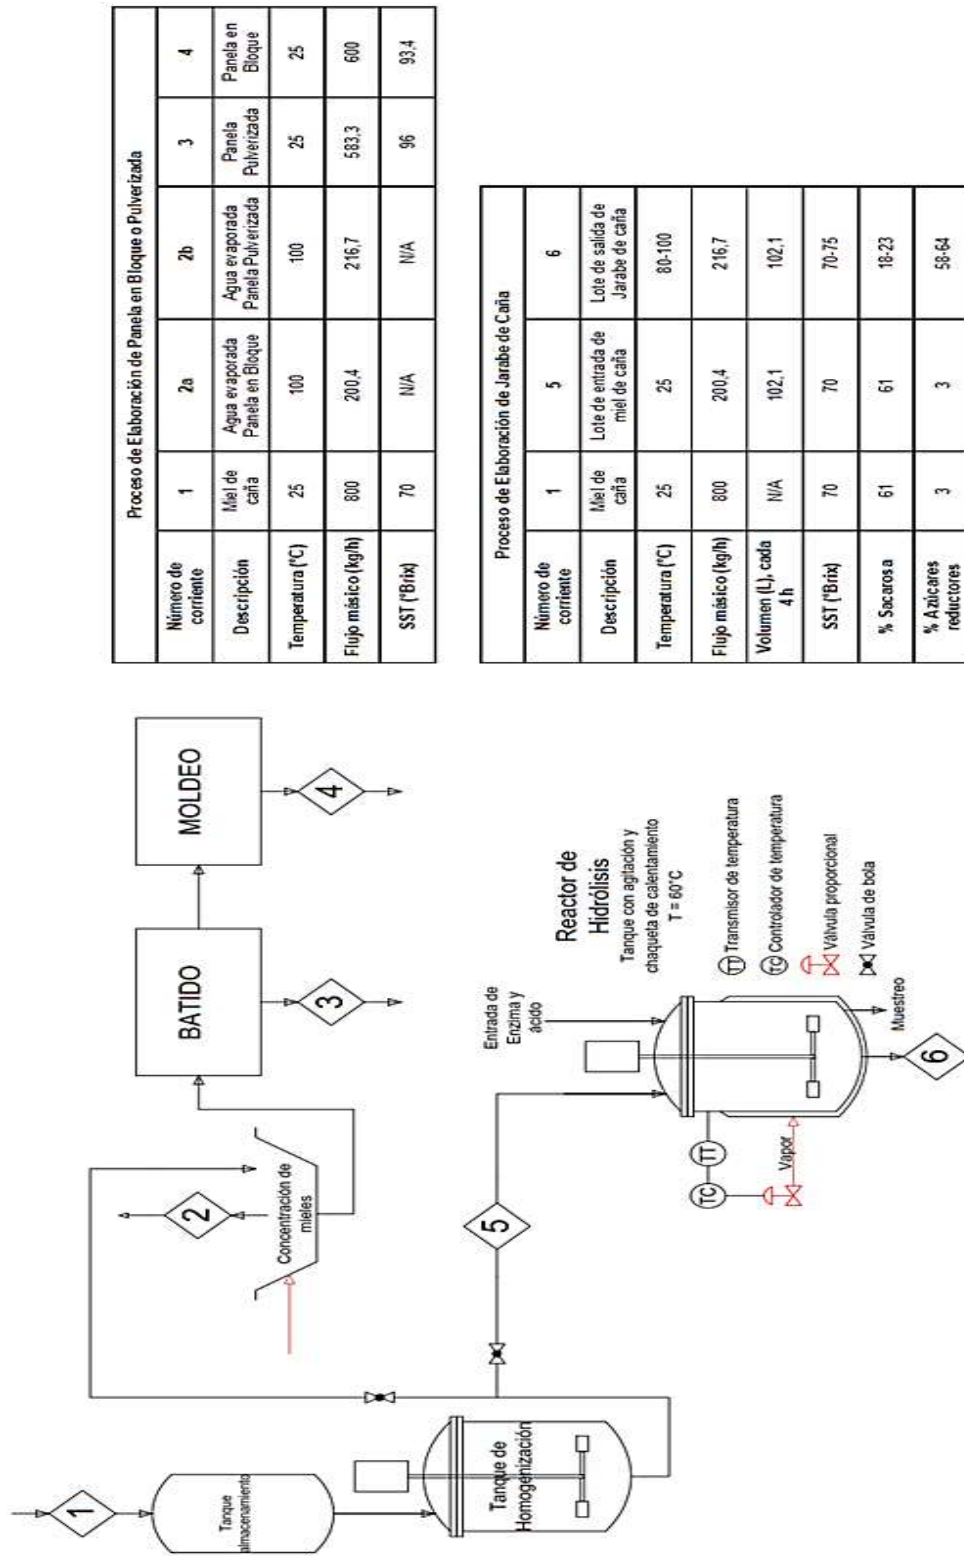 1
Tanque
almacenamiento
Tanque de
Homogenización
2
Concentración de
mieles
BATIDO
3
MOLDEO
4
5
Entrada de
Enzima y
ácido
Reactor de
Hidrólisis
Tanque con agitación y
chaqueta de calentamiento
T = 60°C
TC
TT
Vapor
Muestreo
6
TT Transmisor de temperatura
TC Controlador de temperatura
Válvula proporcional
Válvula de bola
Proceso de Elaboración de Panela en Bloque o Pulverizada
Número de corriente 1 2a 2b 3 4
Descripción Miel de caña Agua evaporada Panela en Bloque Agua evaporada Panela Pulverizada Panela Pulverizada Panela en Bloque
Temperatura (°C) 25 100 100 25 25
Flujo másico (kg/h) 800 200,4 216,7 583,3 600
SST (°Brix) 70 N/A N/A 96 93,4
Proceso de Elaboración de Jarabe de Caña
Número de corriente 1 5 6
Descripción Miel de caña Lote de entrada de miel de caña Lote de salida de Jarabe de caña
Temperatura (°C) 25 25 80-100
Flujo másico (kg/h) 800 200,4 216,7
Volumen (L), cada 4 h N/A 102,1 102,1
SST (°Brix) 70 70 70-75
% Sacarosa 61 61 18-23
% Azúcares reductores 3 3 58-64